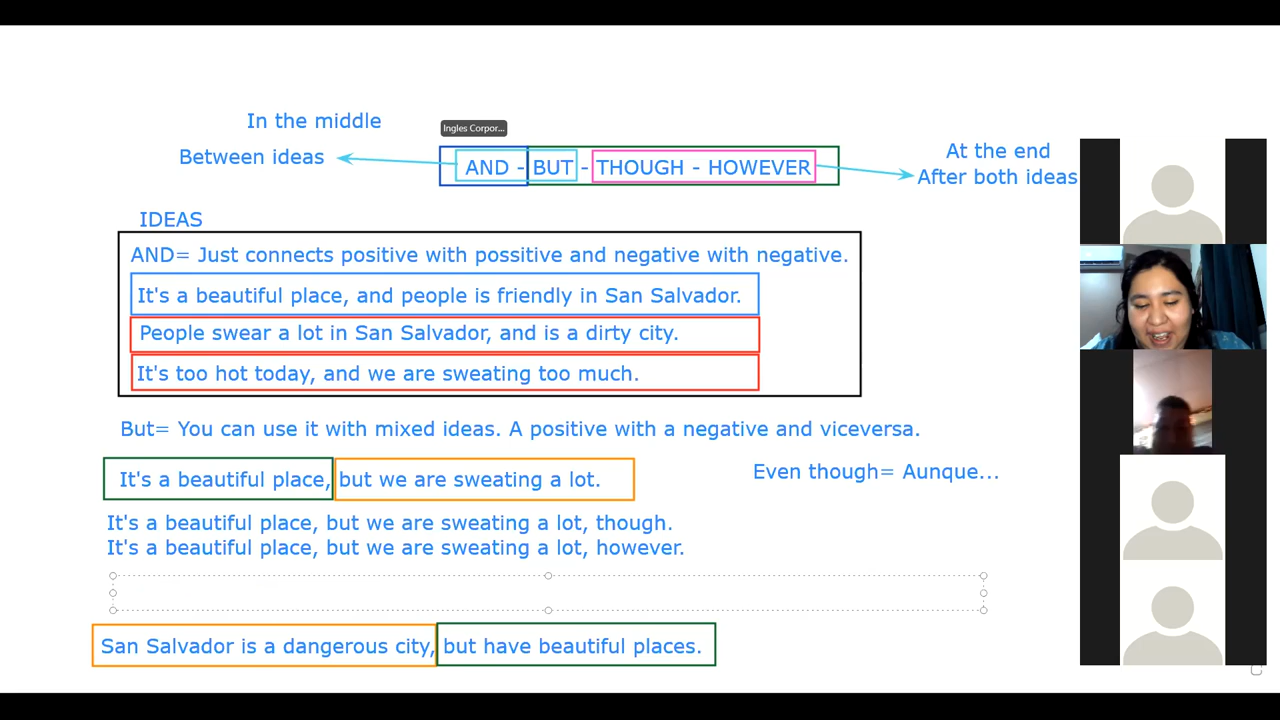 In the middle
Ingles Corpor...
Between ideas
AND - BUT - THOUGH - HOWEVER
At the end
After both ideas
IDEAS
AND= Just connects positive with possitive and negative with negative.
It's a beautiful place, and people is friendly in San Salvador.
People swear a lot in San Salvador, and is a dirty city.
It's too hot today, and we are sweating too much.
But= You can use it with mixed ideas. A positive with a negative and viceversa.
It's a beautiful place, but we are sweating a lot.
Even though= Aunque...
It's a beautiful place, but we are sweating a lot, though.
It's a beautiful place, but we are sweating a lot, however.
San Salvador is a dangerous city, but have beautiful places.